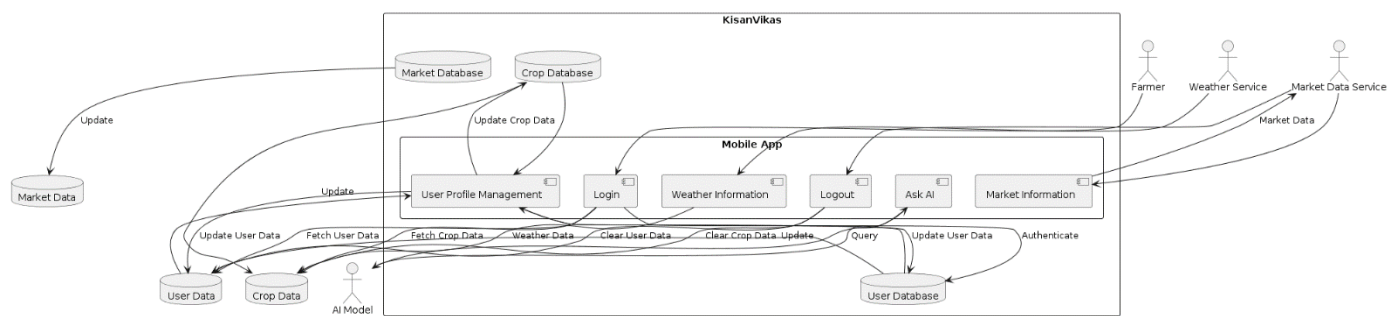 KisanVikas
Market Database
Crop Database
Farmer
Weather Service
Market Data Service
Update
Update Crop Data
Market Data
Mobile App
Market Data
User Profile Management
Login
Weather Information
Logout
Ask AI
Market Information
Update
Update User Data
Fetch User Data
Fetch Crop Data
Weather Data
Clear User Data
Clear Crop Data
Update
Query
Update User Data
Authenticate
User Data
Crop Data
AI Model
User Database